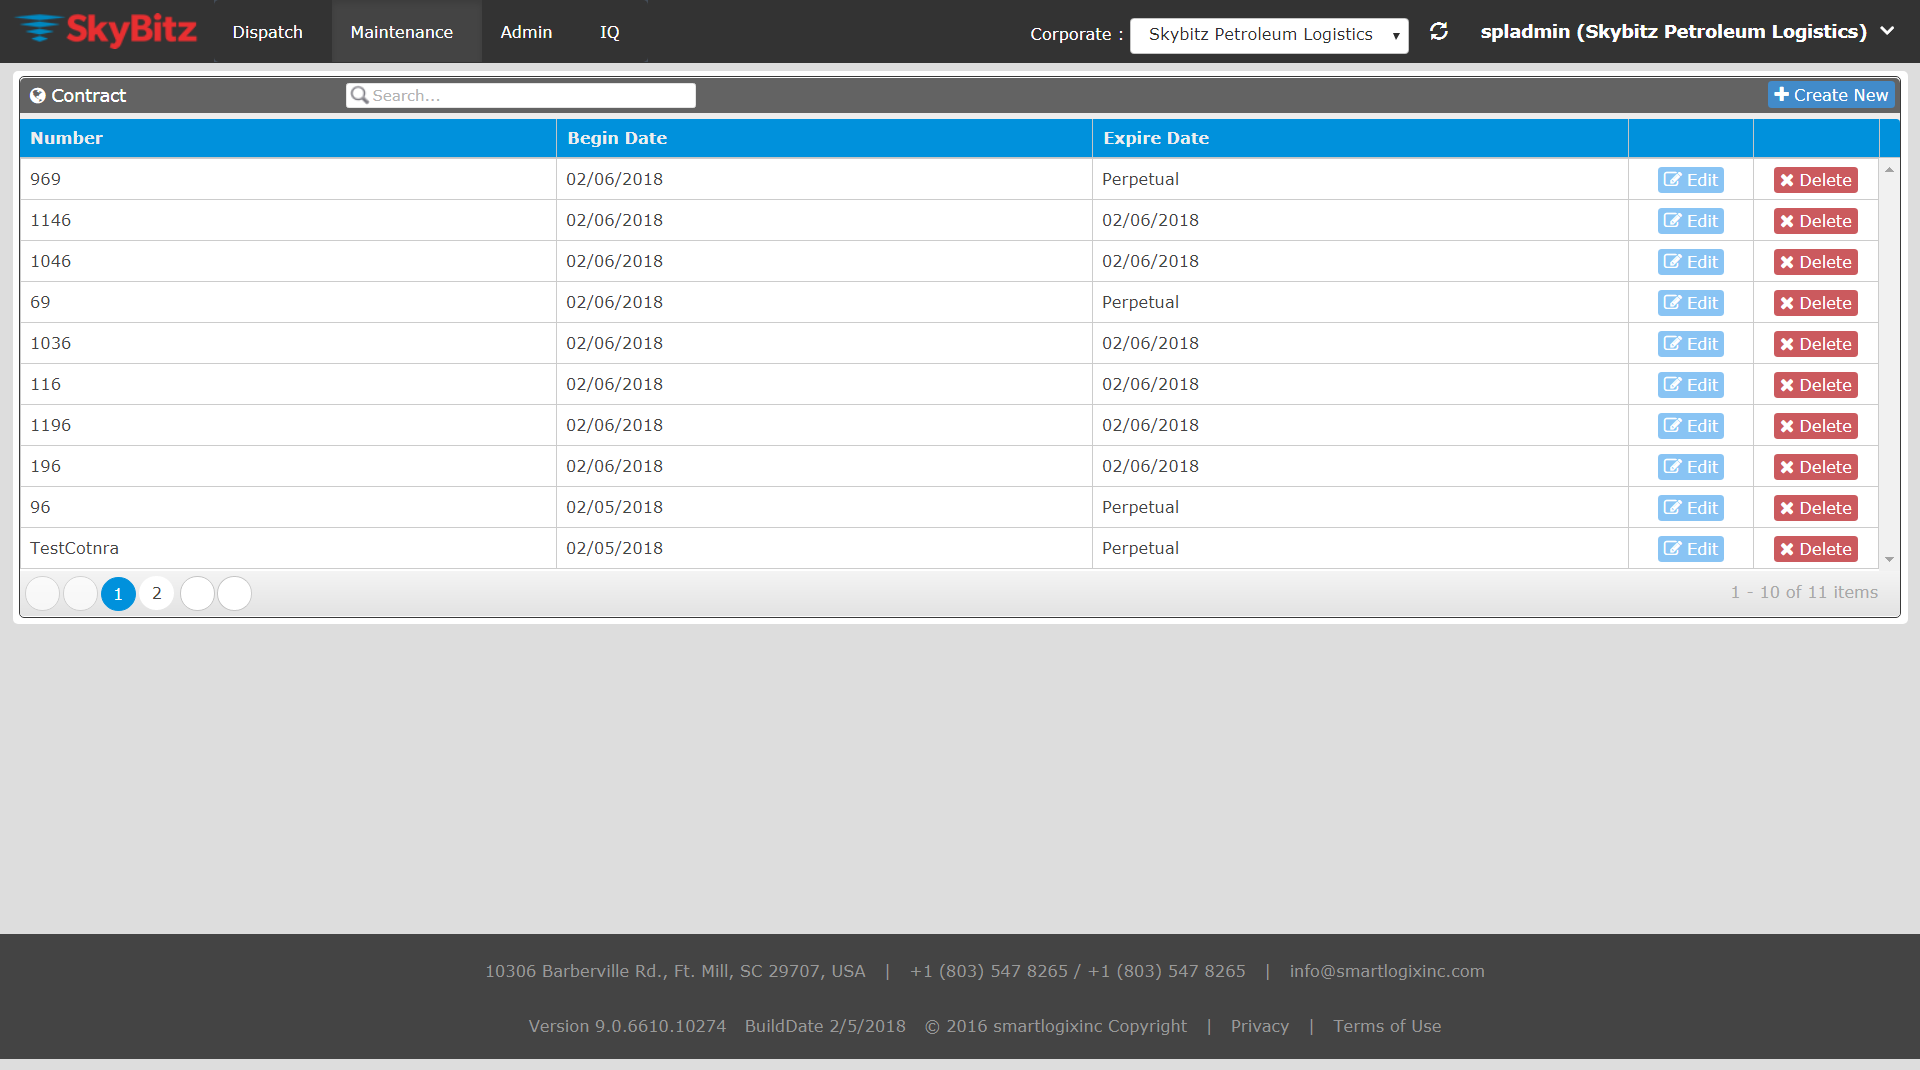 SkyBitz Dispatch Maintenance Admin IQ Corporate : Skybitz Petroleum Logistics spladmin (Skybitz Petroleum Logistics)
Contract Search... Create New
Number Begin Date Expire Date
969 02/06/2018 Perpetual Edit Delete
1146 02/06/2018 02/06/2018 Edit Delete
1046 02/06/2018 02/06/2018 Edit Delete
69 02/06/2018 Perpetual Edit Delete
1036 02/06/2018 02/06/2018 Edit Delete
116 02/06/2018 02/06/2018 Edit Delete
1196 02/06/2018 02/06/2018 Edit Delete
196 02/06/2018 02/06/2018 Edit Delete
96 02/05/2018 Perpetual Edit Delete
TestCotnra 02/05/2018 Perpetual Edit Delete
1 2 1 - 10 of 11 items
10306 Barberville Rd., Ft. Mill, SC 29707, USA | +1 (803) 547 8265 / +1 (803) 547 8265 | info@smartlogixinc.com
Version 9.0.6610.10274 BuildDate 2/5/2018 © 2016 smartlogixinc Copyright | Privacy | Terms of Use